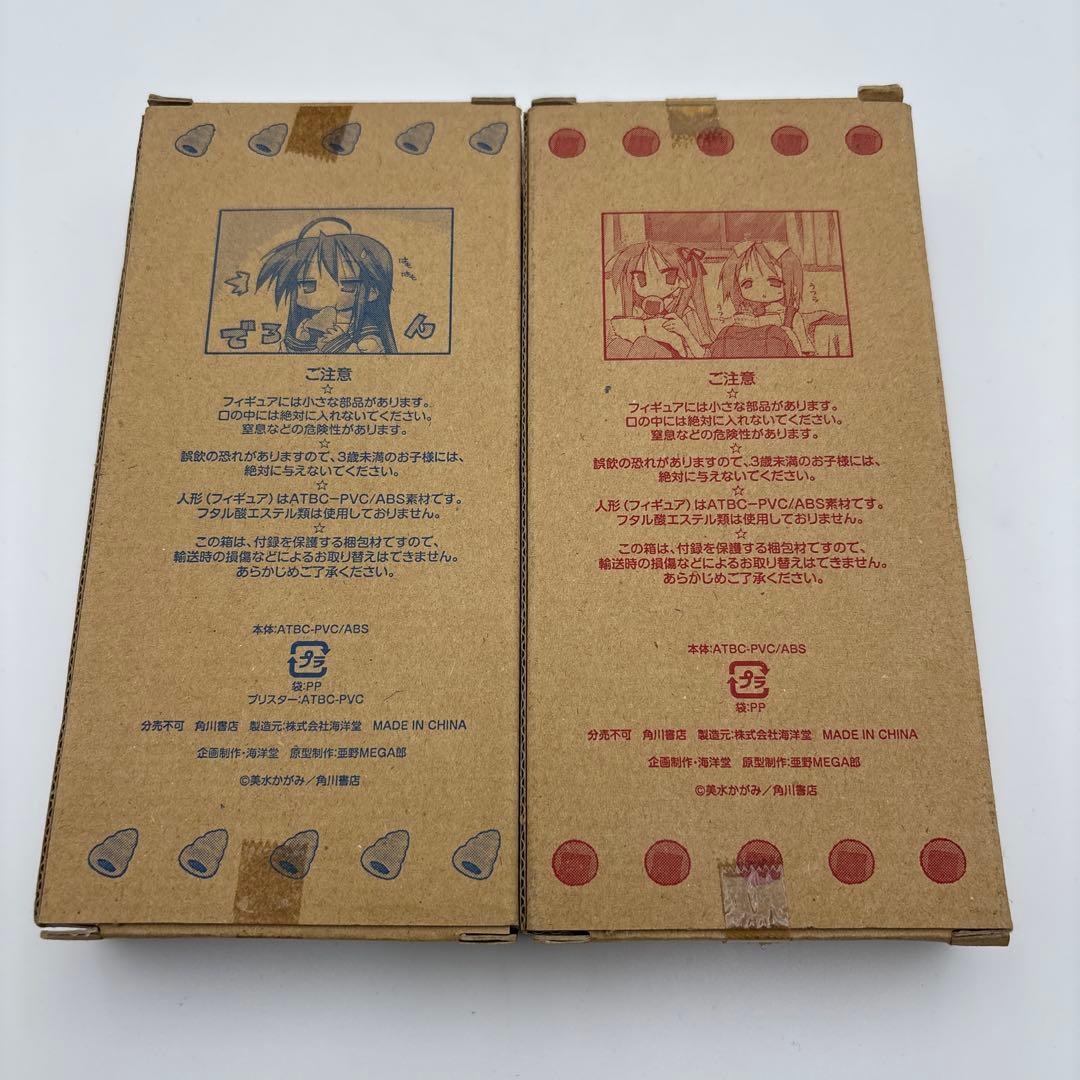 はむ
はむ
でろ ん
ご注意
☆
フィギュアには小さな部品があります。
口の中には絶対に入れないでください。
窒息などの危険性があります。
☆
誤飲の恐れがありますので、3歳未満のお子様には、
絶対に与えないでください。
☆
人形(フィギュア)はATBC-PVC/ABS素材です。
フタル酸エステル類は使用しておりません。
☆
この箱は、付録を保護する梱包材ですので、
輸送時の損傷などによるお取り替えはできません。
あらかじめご了承ください。
本体:ATBC-PVC/ABS
プラ
袋:PP
ブリスター:ATBC-PVC
分売不可 角川書店 製造元:株式会社海洋堂 MADE IN CHINA
企画制作・海洋堂 原型制作:亜野MEGA郎
©美水かがみ/角川書店
うつら
うつら
ご注意
☆
フィギュアには小さな部品があります。
口の中には絶対に入れないでください。
窒息などの危険性があります。
☆
誤飲の恐れがありますので、3歳未満のお子様には、
絶対に与えないでください。
☆
人形(フィギュア)はATBC-PVC/ABS素材です。
フタル酸エステル類は使用しておりません。
☆
この箱は、付録を保護する梱包材ですので、
輸送時の損傷などによるお取り替えはできません。
あらかじめご了承ください。
本体:ATBC-PVC/ABS
プラ
袋:PP
分売不可 角川書店 製造元:株式会社海洋堂 MADE IN CHINA
企画制作・海洋堂 原型制作:亜野MEGA郎
©美水かがみ/角川書店